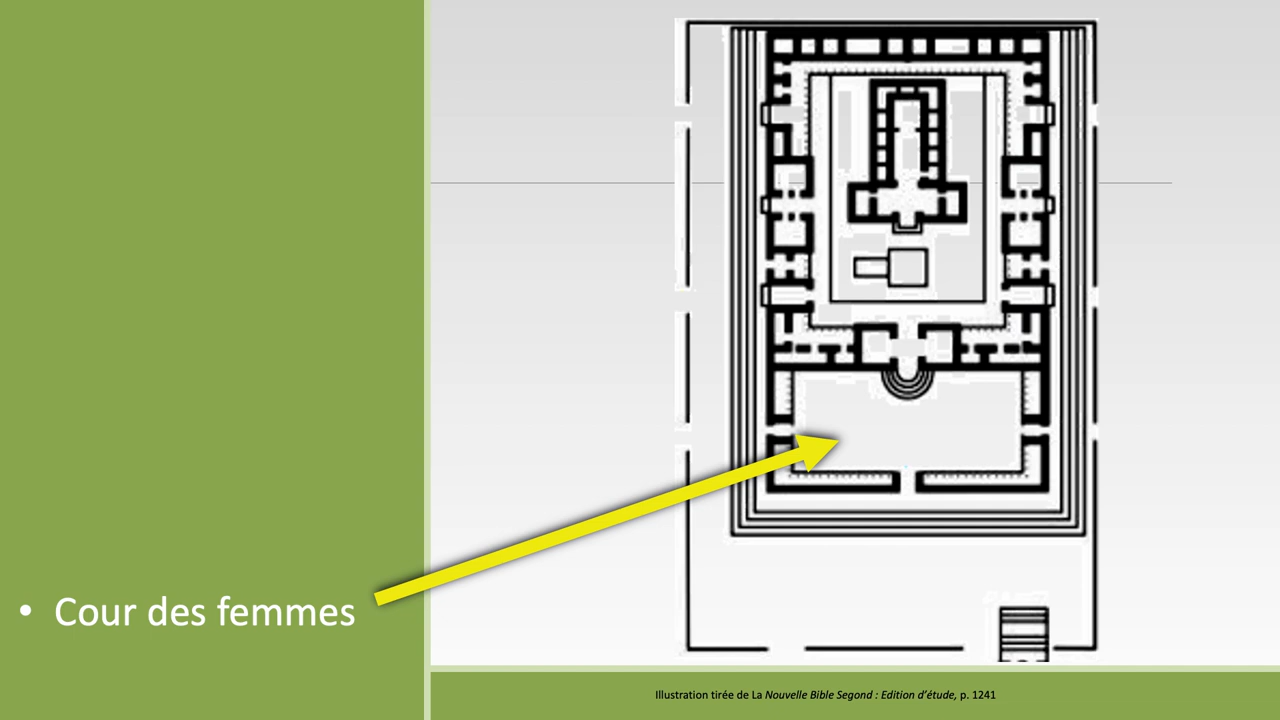 • Cour des femmes
Illustration tirée de La Nouvelle Bible Segond : Edition d’étude, p. 1241